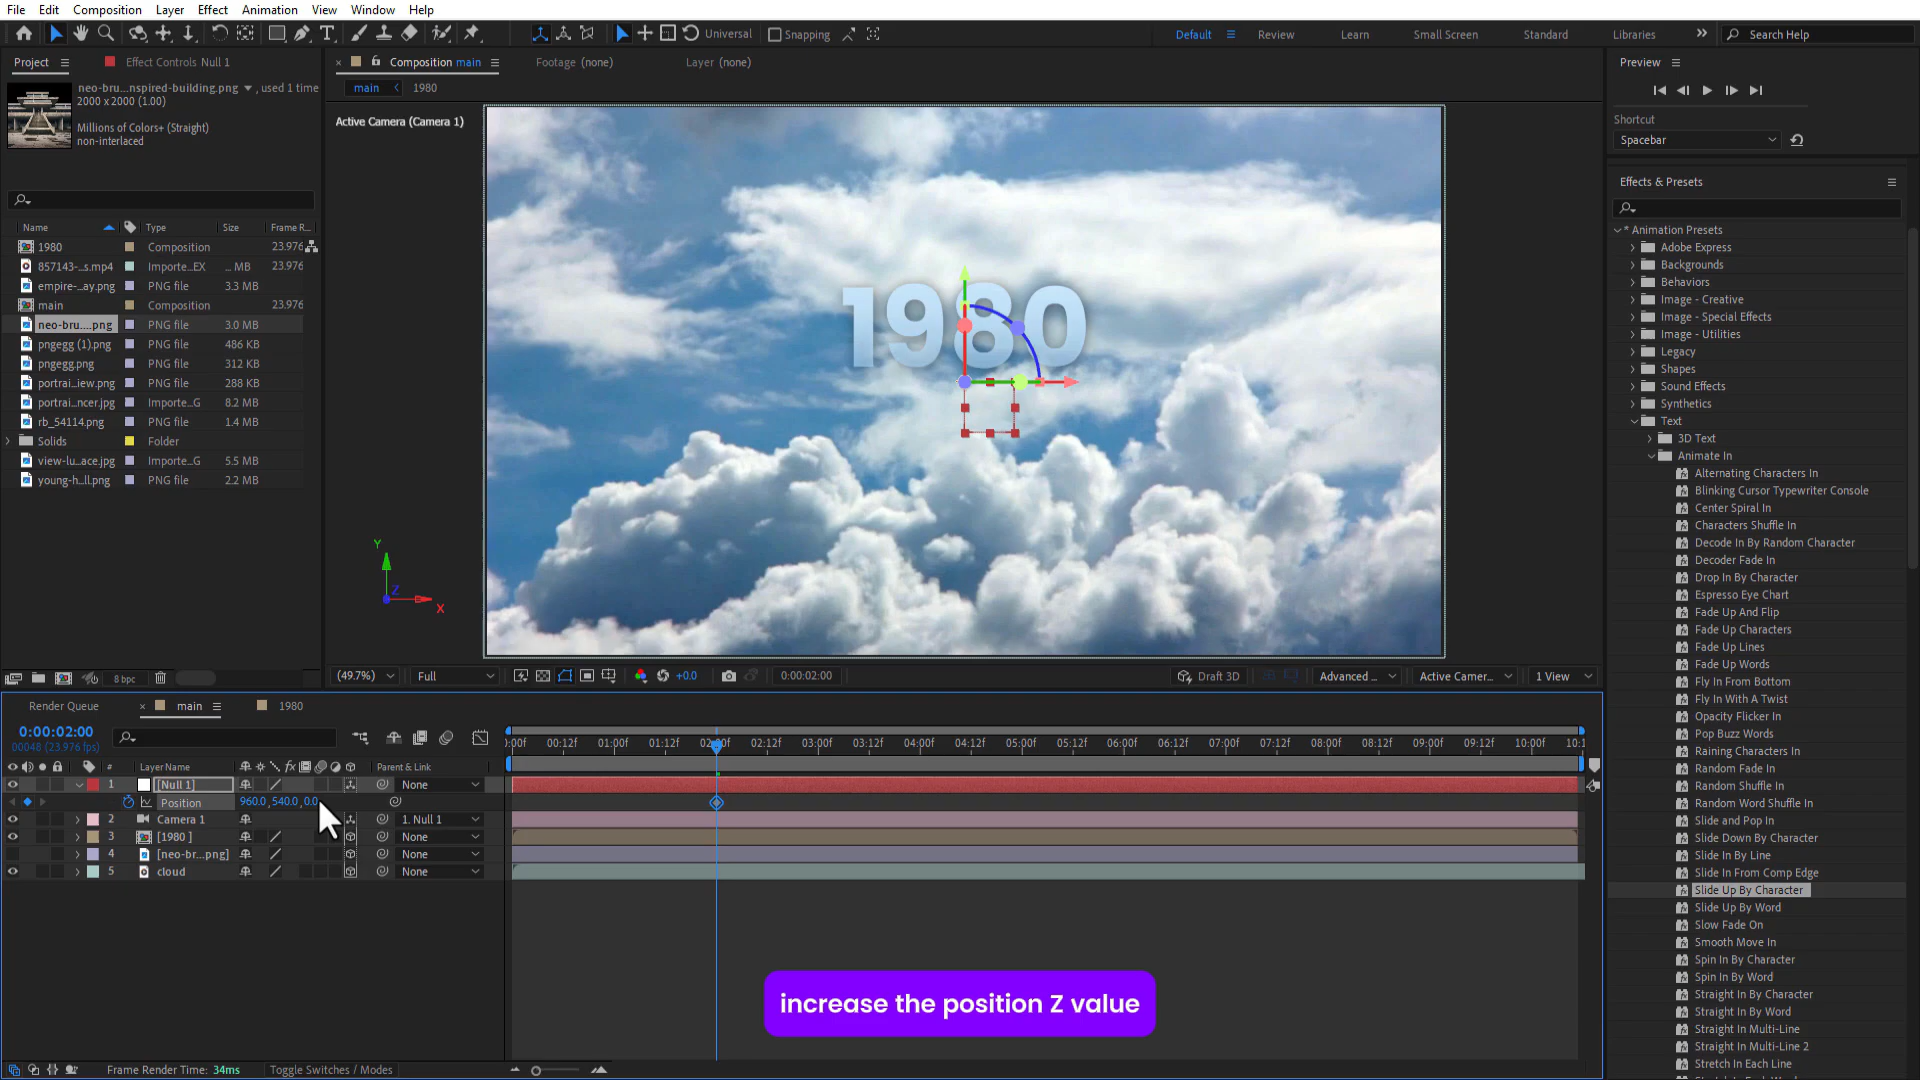 File Edit Composition Layer Effect Animation View Window Help
Universal Snapping Default Review Learn Small Screen Standard Libraries Search Help
Project Effect Controls Null 1
neo-bru...nspired-building.png , used 1 time
2000 x 2000 (1.00)
Millions of Colors+ (Straight)
non-interlaced
Name Type Size Frame R...
1980 Composition 23.976
857143-...s.mp4 Importe...EX ... MB 23.976
empire-...ay.png PNG file 3.3 MB
main Composition 23.976
neo-bru....png PNG file 3.0 MB
pngegg (1).png PNG file 486 KB
pngegg.png PNG file 312 KB
portrai...iew.png PNG file 288 KB
portrai...ncer.jpg Importe...G 8.2 MB
rb_54114.png PNG file 1.4 MB
Solids Folder
view-lu...ace.jpg Importe...G 5.5 MB
young-h...ll.png PNG file 2.2 MB
8 bpc
Composition main Footage (none) Layer (none)
main 1980
Active Camera (Camera 1)
1980
Y
Z
X
(49.7%) Full +0.0 0:00:02:00 Draft 3D Advanced ... Active Camer... 1 View
Preview
Shortcut
Spacebar
Effects & Presets
* Animation Presets
Adobe Express
Backgrounds
Behaviors
Image - Creative
Image - Special Effects
Image - Utilities
Legacy
Shapes
Sound Effects
Synthetics
Text
3D Text
Animate In
Alternating Characters In
Blinking Cursor Typewriter Console
Center Spiral In
Characters Shuffle In
Decode In By Random Character
Decoder Fade In
Drop In By Character
Espresso Eye Chart
Fade Up And Flip
Fade Up Characters
Fade Up Lines
Fade Up Words
Fly In From Bottom
Fly In With A Twist
Opacity Flicker In
Pop Buzz Words
Raining Characters In
Random Fade In
Random Shuffle In
Random Word Shuffle In
Slide and Pop In
Slide Down By Character
Slide In By Line
Slide In From Comp Edge
Slide Up By Character
Slide Up By Word
Slow Fade On
Smooth Move In
Spin In By Character
Spin In By Word
Straight In By Character
Straight In By Word
Straight In Multi-Line
Straight In Multi-Line 2
Stretch In Each Line
Render Queue main 1980
0:00:02:00
00048 (23.976 fps)
:00f 00:12f 01:00f 01:12f 02:00f 02:12f 03:00f 03:12f 04:00f 04:12f 05:00f 05:12f 06:00f 06:12f 07:00f 07:12f 08:00f 08:12f 09:00f 09:12f 10:00f 10:1
# Layer Name fx Parent & Link
1 [Null 1] None
Position 960.0, 540.0, 0.0
2 Camera 1 1. Null 1
3 [1980 ] None
4 [neo-br...png] None
5 cloud None
increase the position Z value
Frame Render Time: 34ms Toggle Switches / Modes